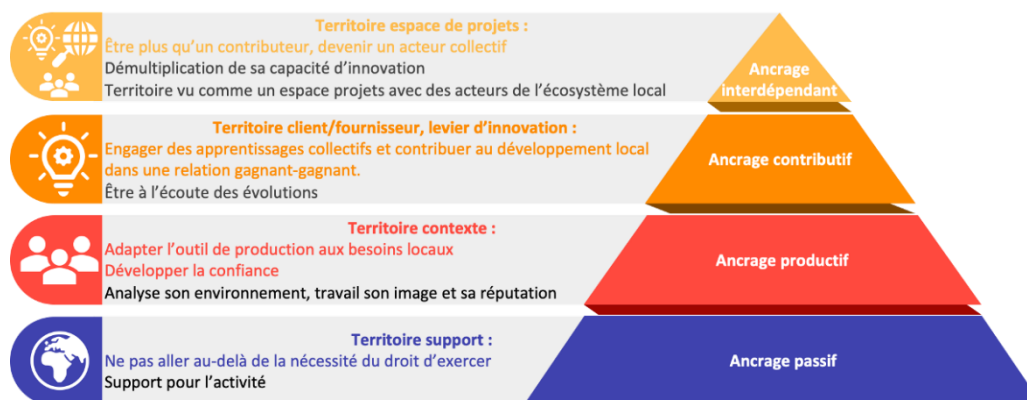 Territoire espace de projets :
Être plus qu'un contributeur, devenir un acteur collectif
Démultiplication de sa capacité d'innovation
Territoire vu comme un espace projets avec des acteurs de l'écosystème local
Ancrage
interdépendant
Territoire client/fournisseur, levier d'innovation :
Engager des apprentissages collectifs et contribuer au développement local
dans une relation gagnant-gagnant.
Être à l'écoute des évolutions
Ancrage contributif
Territoire contexte :
Adapter l'outil de production aux besoins locaux
Développer la confiance
Analyse son environnement, travail son image et sa réputation
Ancrage productif
Territoire support :
Ne pas aller au-delà de la nécessité du droit d'exercer
Support pour l'activité
Ancrage passif